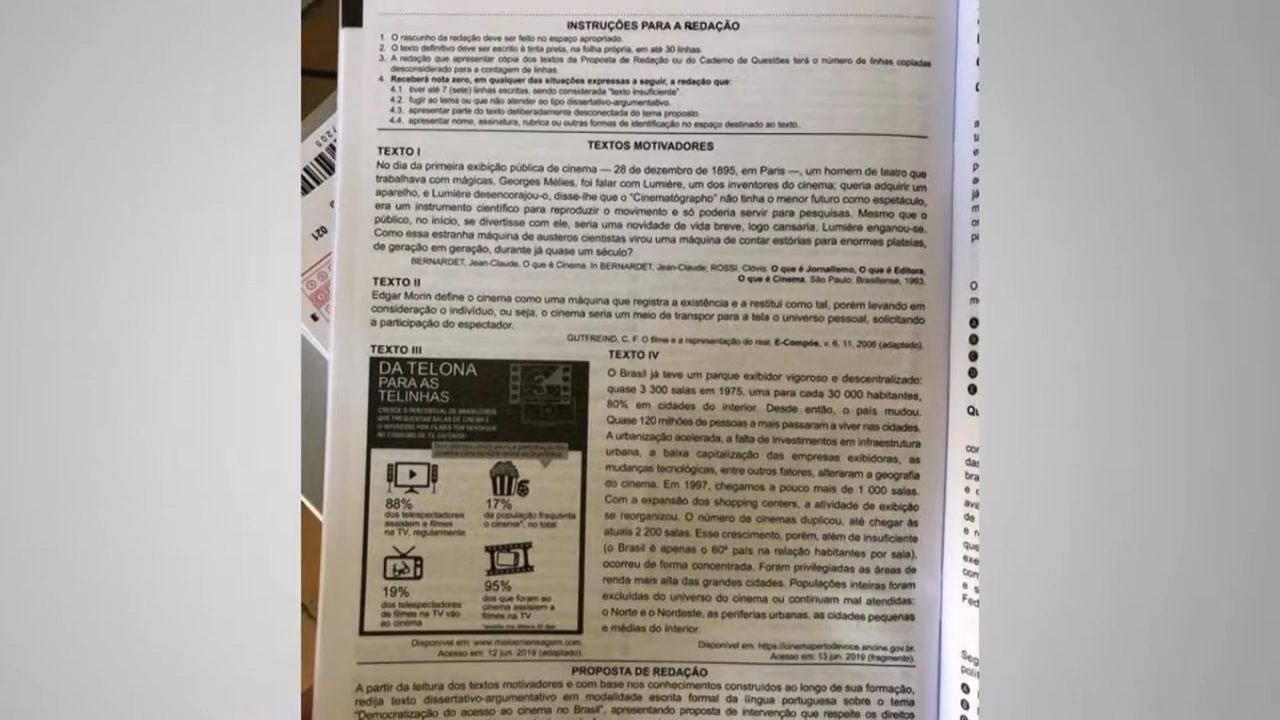 INSTRUÇÕES PARA A REDAÇÃO
1. O rascunho da redação deve ser feito no espaço apropriado.
2. O texto definitivo deve ser escrito à tinta preta, na folha própria, em até 30 linhas.
3. A redação que apresentar cópia dos textos da Proposta de Redação ou do Caderno de Questões terá o número de linhas copiadas
desconsiderado para a contagem de linhas.
4. Receberá nota zero, em qualquer das situações expressas a seguir, a redação que:
4.1. tiver até 7 (sete) linhas escritas, sendo considerada "texto insuficiente".
4.2. fugir ao tema ou que não atender ao tipo dissertativo-argumentativo.
4.3. apresentar parte do texto deliberadamente desconectada do tema proposto.
4.4. apresentar nome, assinatura, rubrica ou outras formas de identificação no espaço destinado ao texto.
TEXTOS MOTIVADORES
TEXTO I
No dia da primeira exibição pública de cinema — 28 de dezembro de 1895, em Paris —, um homem de teatro que
trabalhava com mágicas, Georges Mélies, foi falar com Lumière, um dos inventores do cinema; queria adquirir um
aparelho, e Lumière desencorajou-o, disse-lhe que o "Cinematógrapho" não tinha o menor futuro como espetáculo,
era um instrumento científico para reproduzir o movimento e só poderia servir para pesquisas. Mesmo que o
público, no início, se divertisse com ele, seria uma novidade de vida breve, logo cansaria. Lumière enganou-se.
Como essa estranha máquina de austeros cientistas virou uma máquina de contar estórias para enormes plateias,
de geração em geração, durante já quase um século?
BERNARDET, Jean-Claude. O que é Cinema. In BERNARDET, Jean-Claude; ROSSI, Clóvis. O que é Jornalismo, O que é Editora,
O que é Cinema. São Paulo: Brasiliense, 1993.
TEXTO II
Edgar Morin define o cinema como uma máquina que registra a existência e a restitui como tal, porém levando em
consideração o indivíduo, ou seja, o cinema seria um meio de transpor para a tela o universo pessoal, solicitando
a participação do espectador.
GUTFREIND, C. F. O filme e a representação do real. E-Compós, v. 6, 11, 2006 (adaptado).
TEXTO III
DA TELONA
PARA AS
TELINHAS
CRESCE O PERCENTUAL DE BRASILEIROS
QUE FREQUENTAM SALAS DE CINEMA E
O INTERESSE POR FILMES TEM DESTAQUE
NO CONSUMO DE TV, ENTENDA!
88%
dos telespectadores
assistem a filmes
na TV, regularmente
17%
da população frequenta
o cinema*, no total
19%
dos telespectadores
de filmes na TV vão
ao cinema
95%
dos que foram ao
cinema assistem a
filmes na TV
Disponível em: www.meioemensagem.com.
Acesso em: 12 jun. 2019 (adaptado).
TEXTO IV
O Brasil já teve um parque exibidor vigoroso e descentralizado:
quase 3 300 salas em 1975, uma para cada 30 000 habitantes,
80% em cidades do interior. Desde então, o país mudou.
Quase 120 milhões de pessoas a mais passaram a viver nas cidades.
A urbanização acelerada, a falta de investimentos em infraestrutura
urbana, a baixa capitalização das empresas exibidoras, as
mudanças tecnológicas, entre outros fatores, alteraram a geografia
do cinema. Em 1997, chegamos a pouco mais de 1 000 salas.
Com a expansão dos shopping centers, a atividade de exibição
se reorganizou. O número de cinemas duplicou, até chegar às
atuais 2 200 salas. Esse crescimento, porém, além de insuficiente
(o Brasil é apenas o 60º país na relação habitantes por sala),
ocorreu de forma concentrada. Foram privilegiadas as áreas de
renda mais alta das grandes cidades. Populações inteiras foram
excluídas do universo do cinema ou continuam mal atendidas:
o Norte e o Nordeste, as periferias urbanas, as cidades pequenas
e médias do interior.
Disponível em: https://cinemapertodevoce.ancine.gov.br.
Acesso em: 13 jun. 2019 (fragmento).
PROPOSTA DE REDAÇÃO
A partir da leitura dos textos motivadores e com base nos conhecimentos construídos ao longo de sua formação,
redija texto dissertativo-argumentativo em modalidade escrita formal da língua portuguesa sobre o tema
"Democratização do acesso ao cinema no Brasil", apresentando proposta de intervenção que respeite os direitos